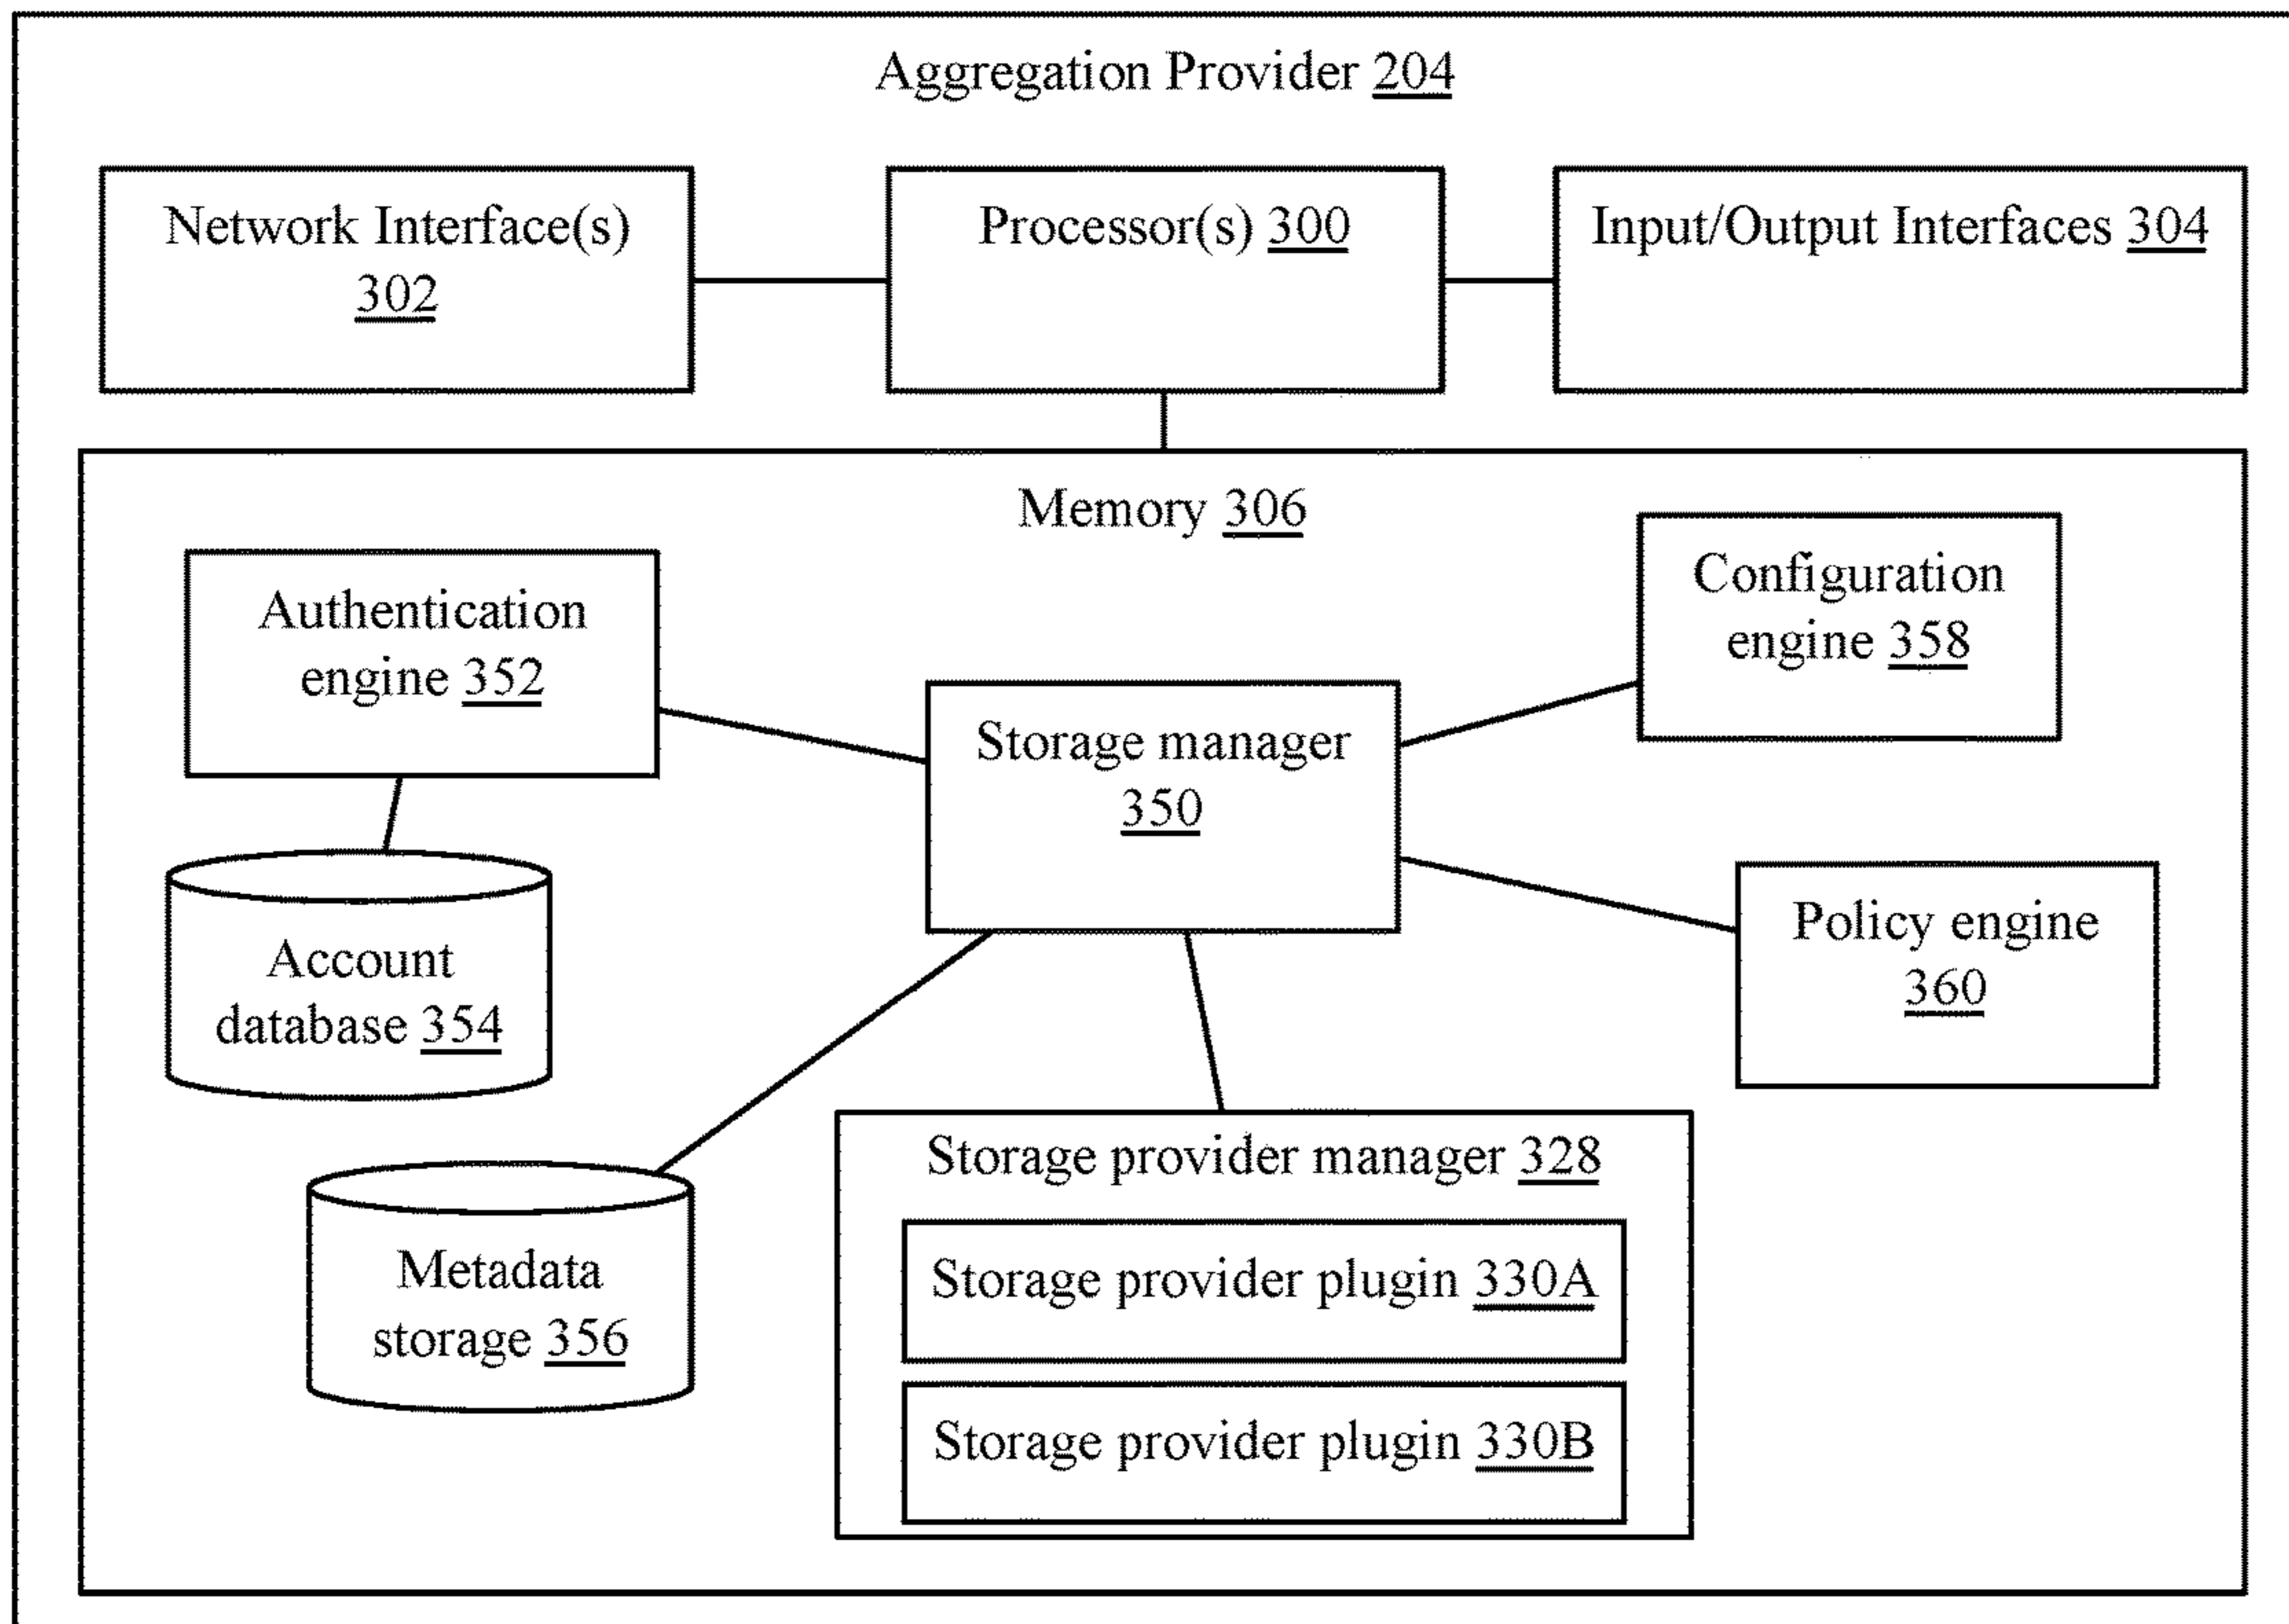 Aggregation Provider 204
Network Interface(s)
302
Processor(s) 300
Input/Output Interfaces 304
Memory 306
Authentication
engine 352
Configuration
engine 358
Storage manager
350
Account
database 354
Policy engine
360
Metadata
storage 356
Storage provider manager 328
Storage provider plugin 330A
Storage provider plugin 330B